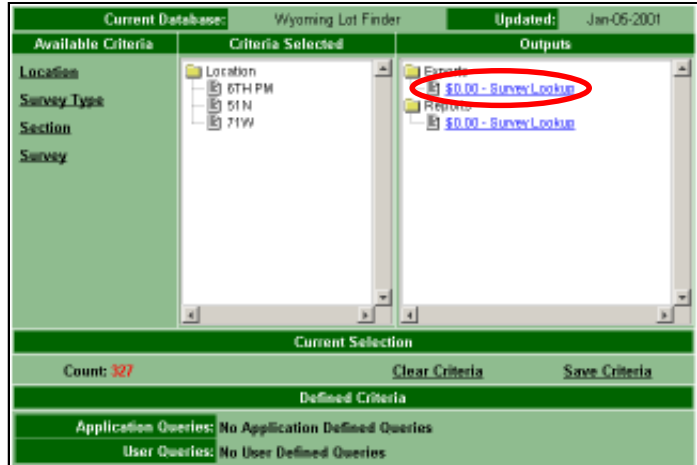 Current Database: Wyoming Lot Finder Updated: Jan-05-2001
Available Criteria Criteria Selected Outputs
Location
Survey Type
Section
Survey
Location
6TH PM
51N
71W
Exports
$0.00 - Survey Lookup
Reports
$0.00 - Survey Lookup
Current Selection
Count: 327 Clear Criteria Save Criteria
Defined Criteria
Application Queries: No Application Defined Queries
User Queries: No User Defined Queries